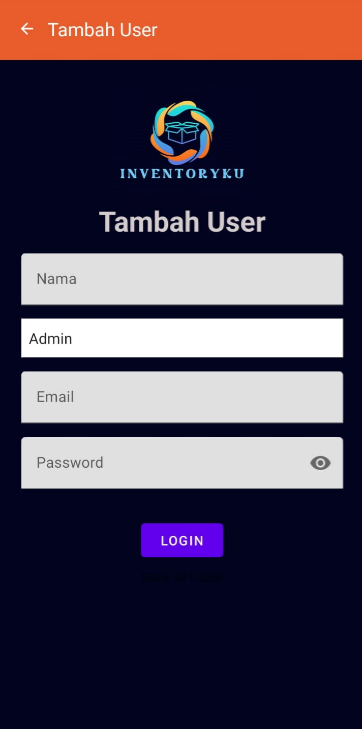 Tambah User
INVENTORYKU
Tambah User
Nama
Admin
Email
Password
LOGIN